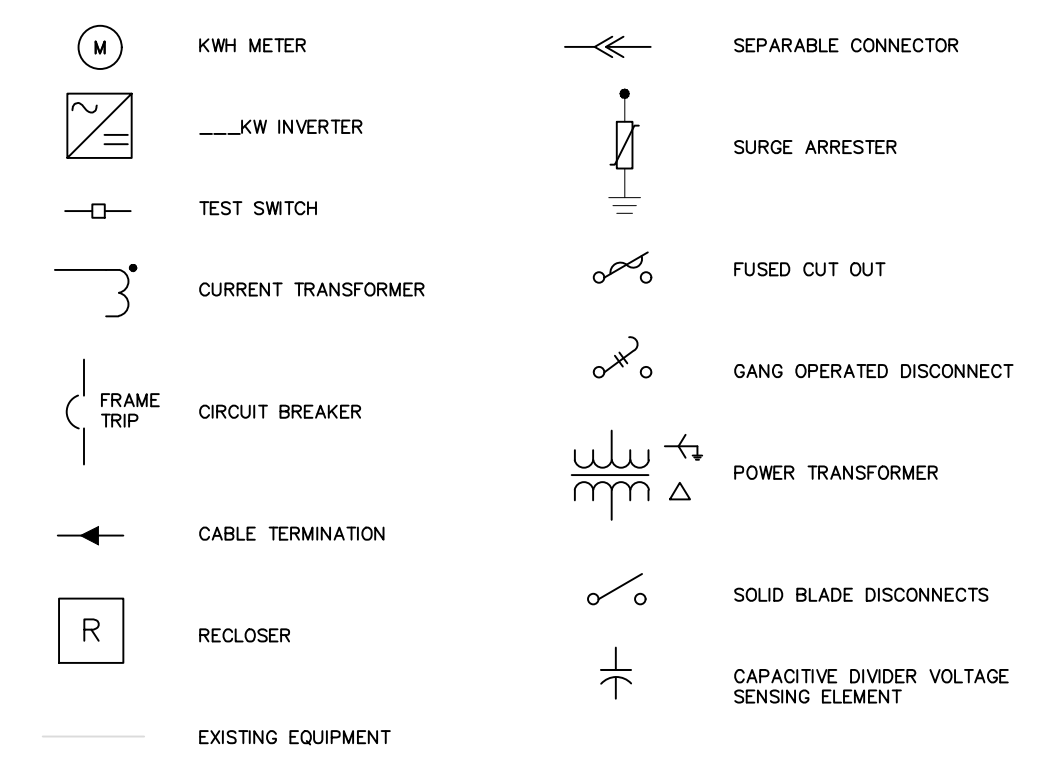 M
KWH METER
___KW INVERTER
TEST SWITCH
CURRENT TRANSFORMER
FRAME
TRIP
CIRCUIT BREAKER
CABLE TERMINATION
R
RECLOSER
EXISTING EQUIPMENT
SEPARABLE CONNECTOR
SURGE ARRESTER
FUSED CUT OUT
GANG OPERATED DISCONNECT
POWER TRANSFORMER
SOLID BLADE DISCONNECTS
CAPACITIVE DIVIDER VOLTAGE
SENSING ELEMENT